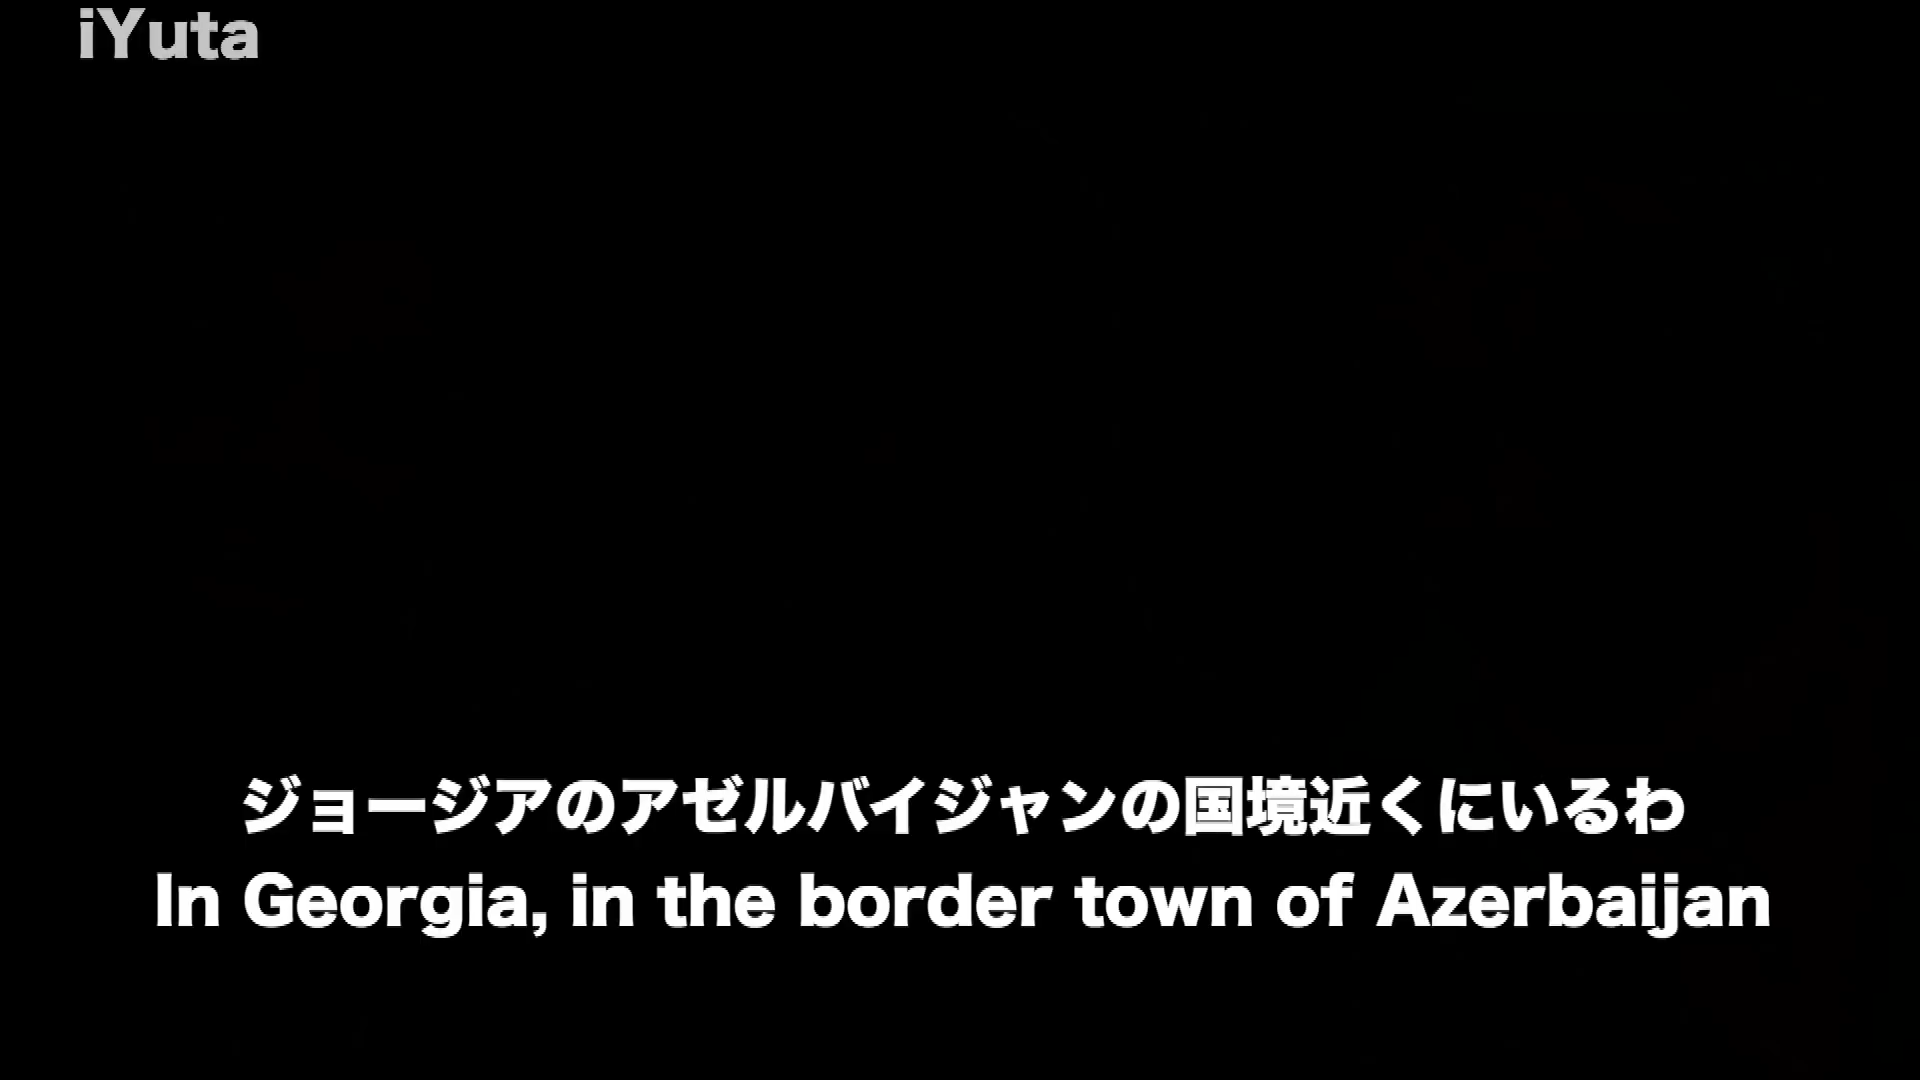 iYuta
ジョージアのアゼルバイジャンの国境近くにいるわ
In Georgia, in the border town of Azerbaijan